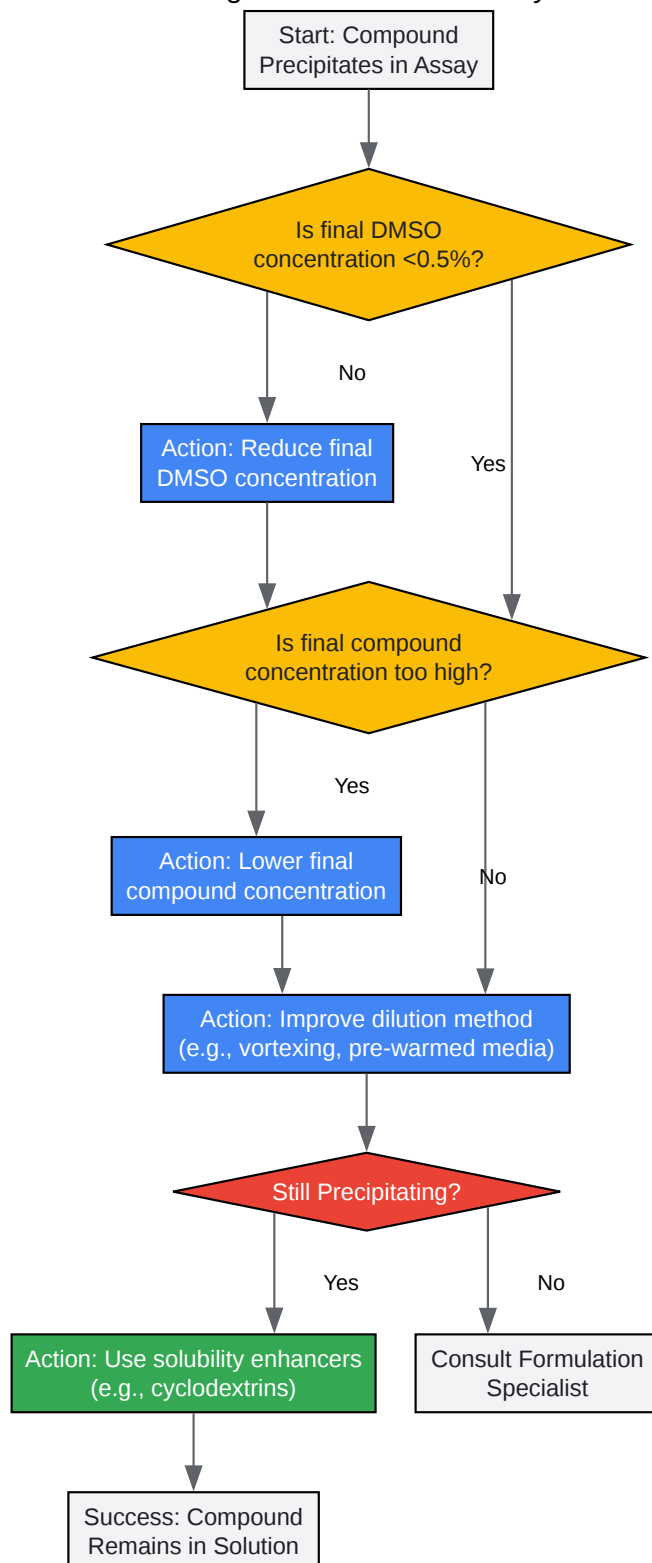 Start: Compound
Precipitates in Assay
Is final DMSO
concentration <0.5%?
No
Action: Reduce final
DMSO concentration
Yes
Is final compound
concentration too high?
Yes
Action: Lower final
compound concentration
No
Action: Improve dilution method
(e.g., vortexing, pre-warmed media)
Still Precipitating?
Yes
No
Action: Use solubility enhancers
(e.g., cyclodextrins)
Consult Formulation
Specialist
Success: Compound
Remains in Solution